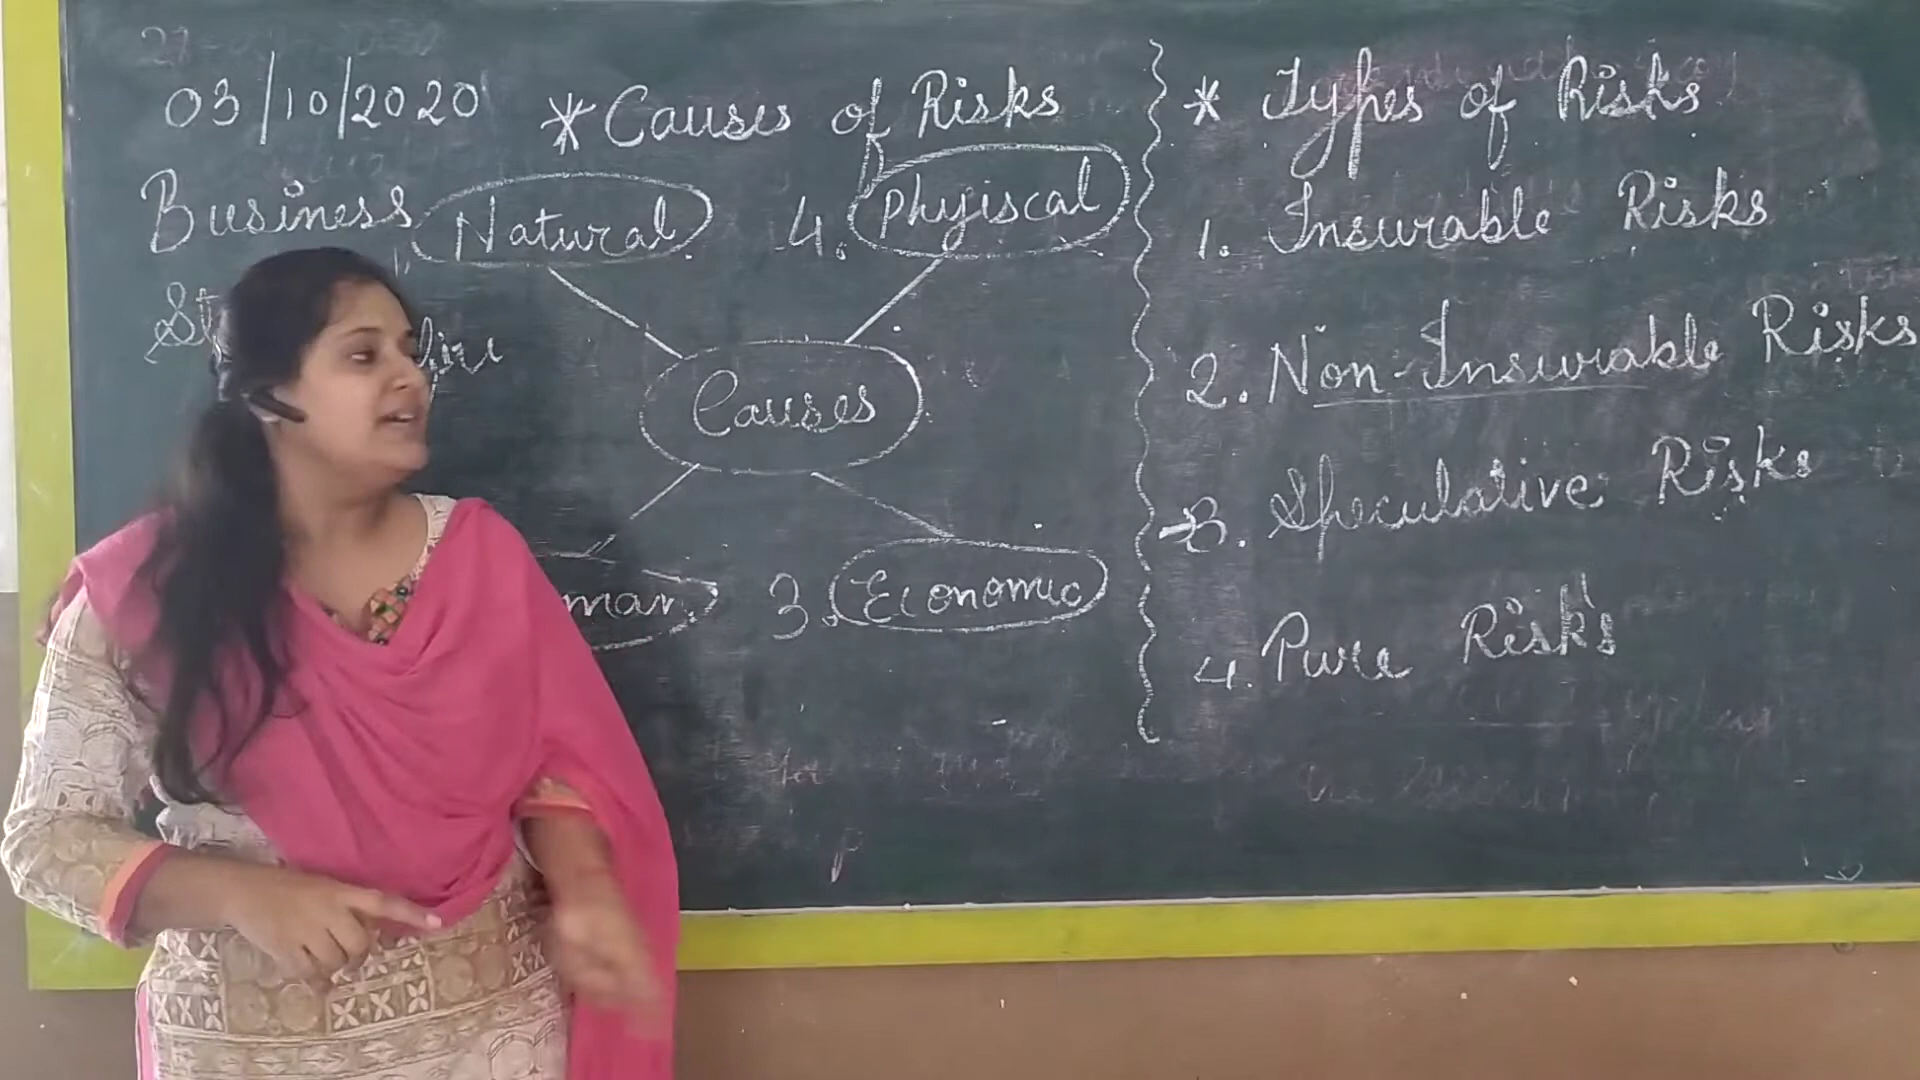 03/10/2020
Business
* Causes of Risks
Natural
4. Phyiscal
Causes
3. Economic
* Types of Risks
1. Insurable Risks
2. Non-Insurable Risks
3. Speculative Risks
4. Pure Risks